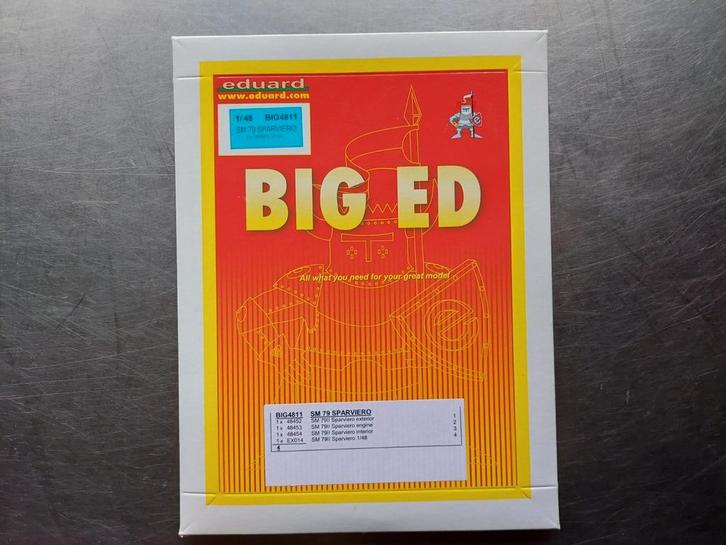 eduard
www.eduard.com
1/48 BIG4811
SM 79 SPARVIERO
BIG ED
All what you need for your great model
e
BIG4811 SM 79 SPARVIERO
1 x 48452 SM 79II Sparviero exterior 1
1 x 48453 SM 79II Sparviero engine 2
1 x 48454 SM 79II Sparviero interior 3
1 x EX014 SM 79II Sparviero 1/48 4
4